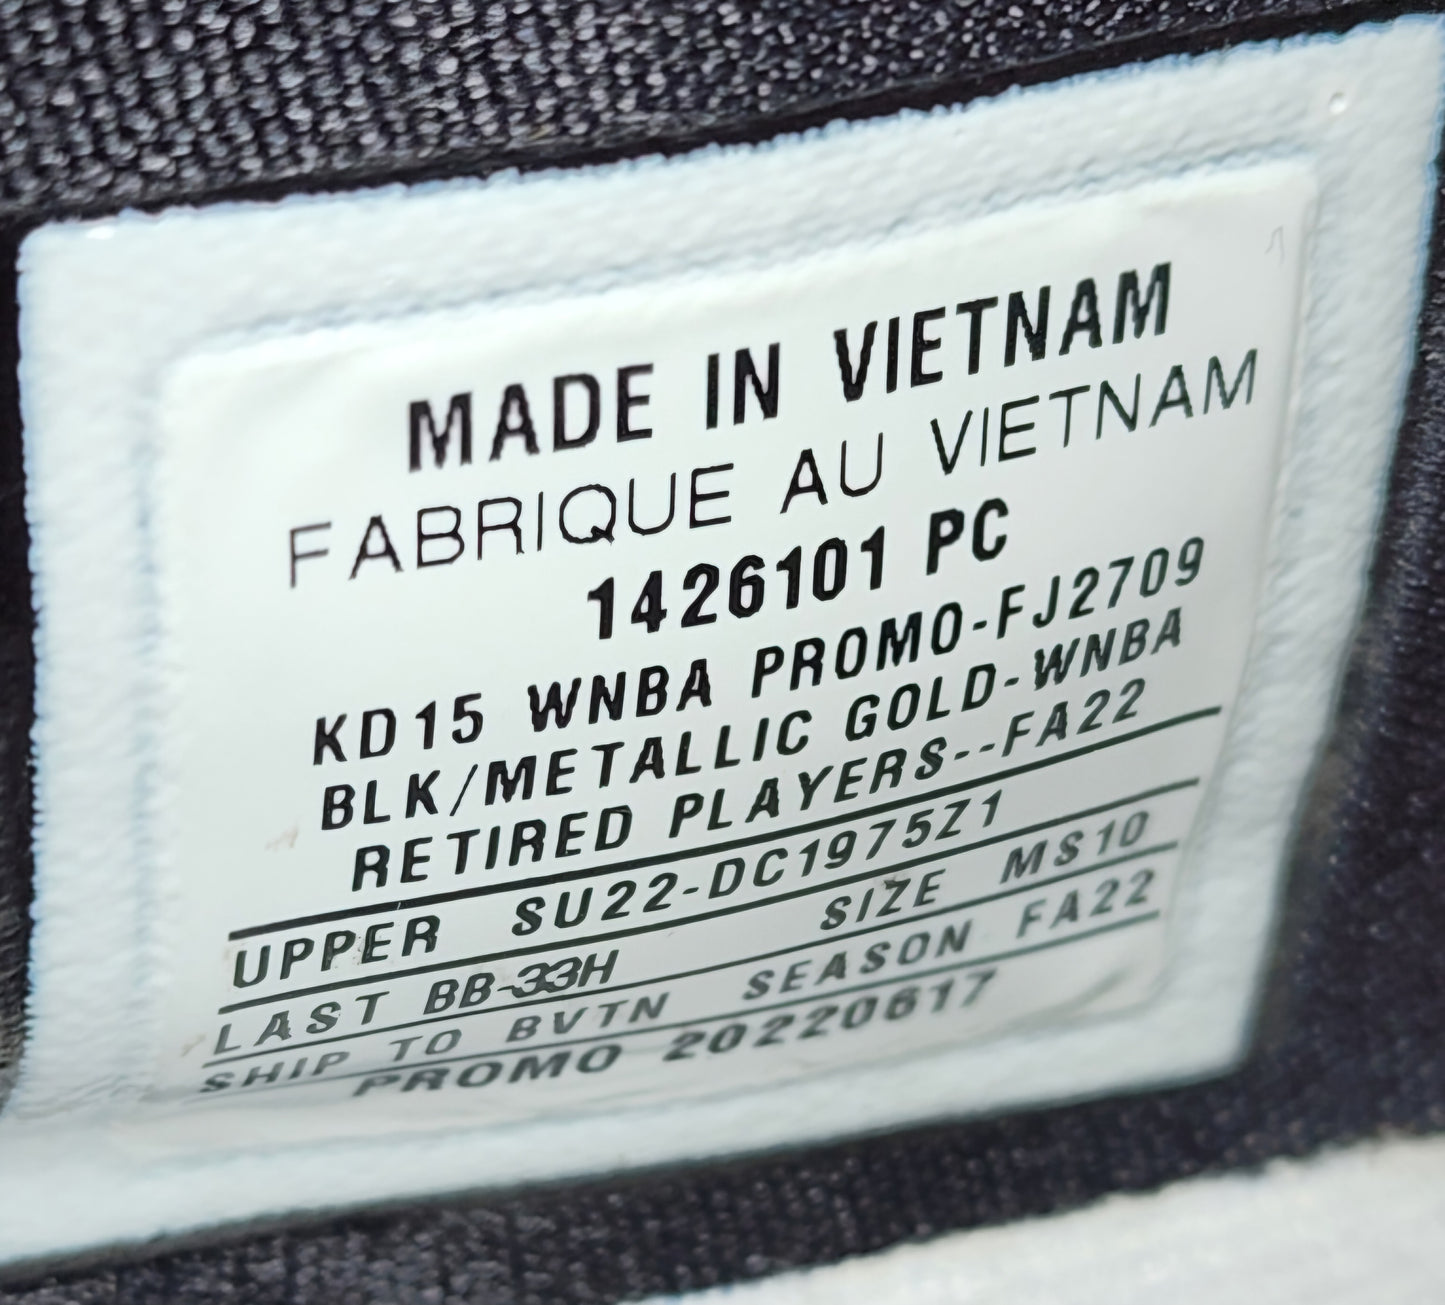 MADE IN VIETNAM
FABRIQUE AU VIETNAM
1426101 PC
KD15 WNBA PROMO-FJ2709
BLK/METALLIC GOLD-WNBA
RETIRED PLAYERS--FA22
UPPER SU22-DC1975Z1
LAST BB-33H SIZE MS10
SHIP TO BVTN SEASON FA22
PROMO 20220617